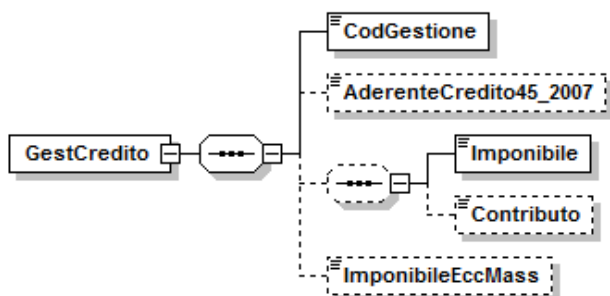 CodGestione
AderenteCredito45_2007
GestCredito
Imponibile
Contributo
ImponibileEccMass